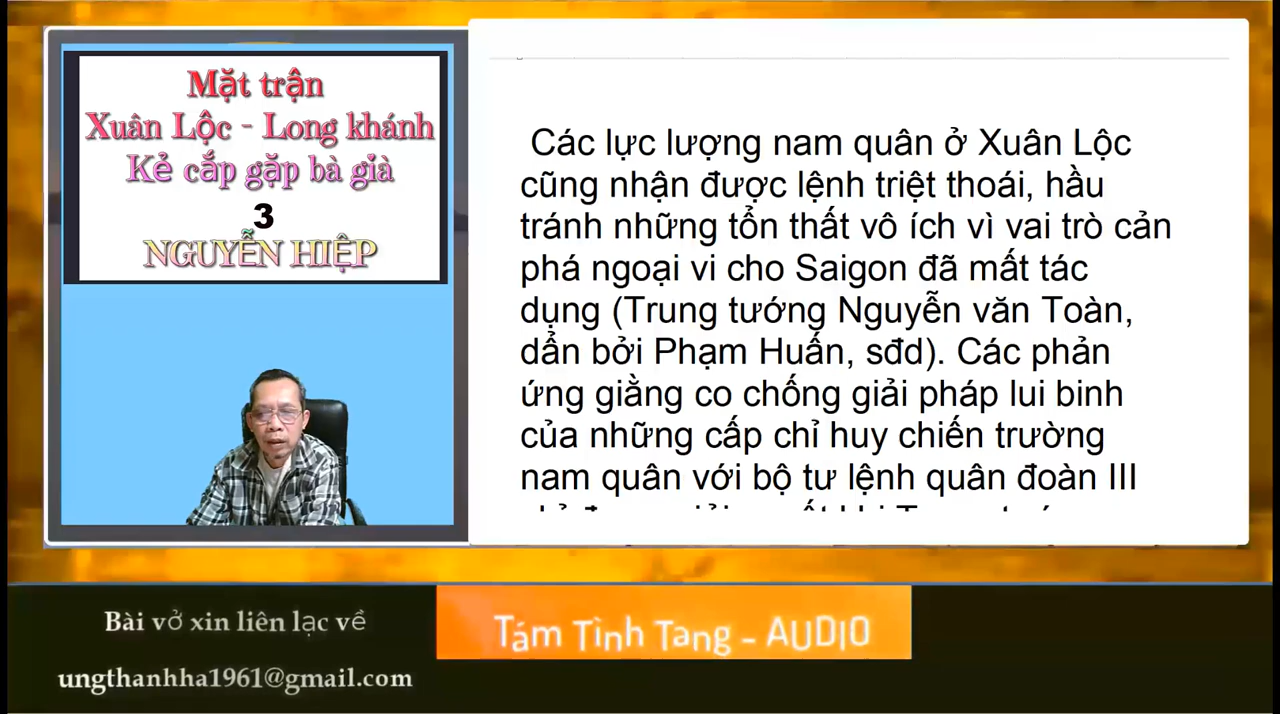 Mặt trận
Xuân Lộc - Long khánh
Kẻ cắp gặp bà già
3
NGUYỄN HIỆP
Các lực lượng nam quân ở Xuân Lộc
cũng nhận được lệnh triệt thoái, hầu
tránh những tổn thất vô ích vì vai trò cản
phá ngoại vi cho Saigon đã mất tác
dụng (Trung tướng Nguyễn văn Toàn,
dẩn bởi Phạm Huấn, sđd). Các phản
ứng giằng co chống giải pháp lui binh
của những cấp chỉ huy chiến trường
nam quân với bộ tư lệnh quân đoàn III
Bài vở xin liên lạc về
ungthanhha1961@gmail.com
Tám Tình Tang - AUDIO